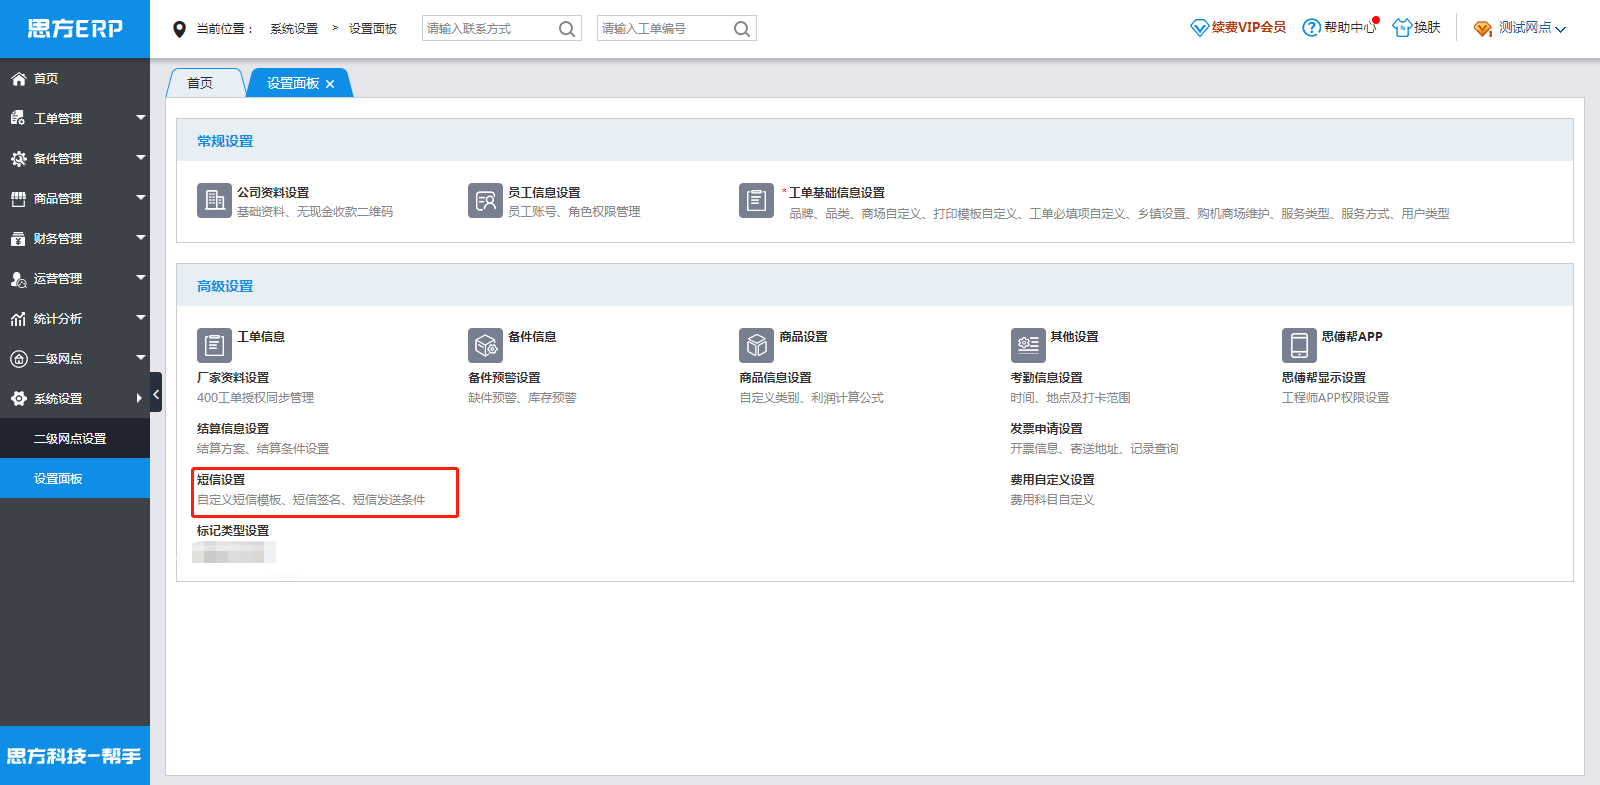 思方ERP
当前位置： 系统设置 > 设置面板
请输入联系方式
请输入工单编号
续费VIP会员
帮助中心
换肤
测试网点
首页
工单管理
备件管理
商品管理
财务管理
运营管理
统计分析
二级网点
系统设置
二级网点设置
设置面板
思方科技-帮手
首页
设置面板 ×
常规设置
公司资料设置
基础资料、无现金收款二维码
员工信息设置
员工账号、角色权限管理
* 工单基础信息设置
品牌、品类、商场自定义、打印模板自定义、工单必填项自定义、乡镇设置、购机商场维护、服务类型、服务方式、用户类型
高级设置
工单信息
厂家资料设置
400工单授权同步管理
结算信息设置
结算方案、结算条件设置
短信设置
自定义短信模板、短信签名、短信发送条件
标记类型设置
备件信息
备件预警设置
缺件预警、库存预警
商品设置
商品信息设置
自定义类别、利润计算公式
其他设置
考勤信息设置
时间、地点及打卡范围
发票申请设置
开票信息、寄送地址、记录查询
费用自定义设置
费用科目自定义
思傅帮APP
思傅帮显示设置
工程师APP权限设置